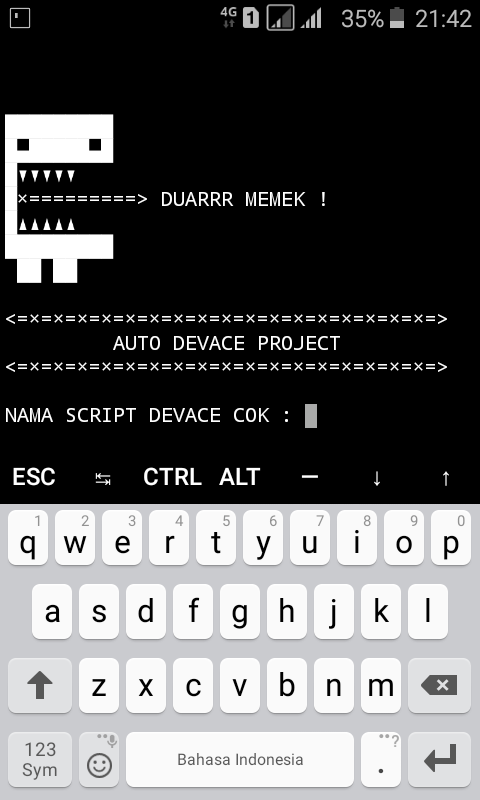 4G 1 35% 21:42
×=========> DUARRR MEMEK !
<=×=×=×=×=×=×=×=×=×=×=×=×=×=×=×=×=×=>
AUTO DEVACE PROJECT
<=×=×=×=×=×=×=×=×=×=×=×=×=×=×=×=×=×=>
NAMA SCRIPT DEVACE COK :
ESC ↹ CTRL ALT — ↓ ↑
1 2 3 4 5 6 7 8 9 0
q w e r t y u i o p
a s d f g h j k l
z x c v b n m
123 Sym Bahasa Indonesia . ?